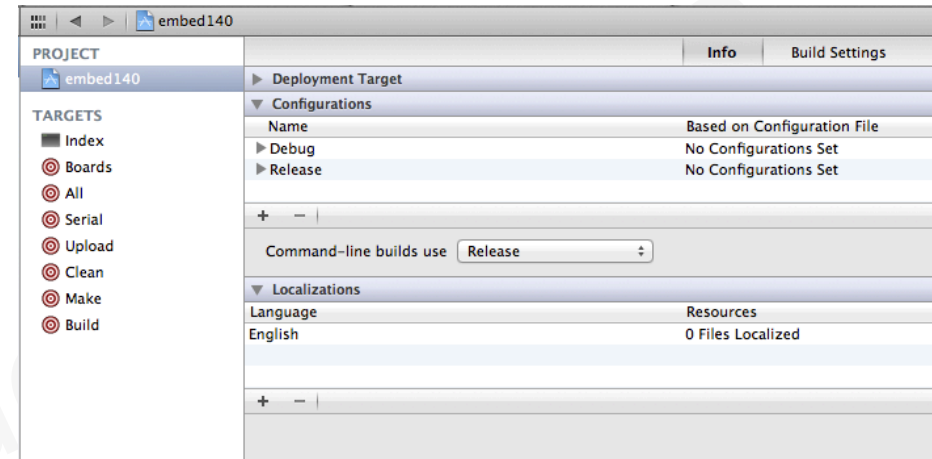 embed140
PROJECT
embed140
TARGETS
Index
Boards
All
Serial
Upload
Clean
Make
Build
Info Build Settings
Deployment Target
Configurations
Name Based on Configuration File
Debug No Configurations Set
Release No Configurations Set
+ −
Command-line builds use Release
Localizations
Language Resources
English 0 Files Localized
+ −